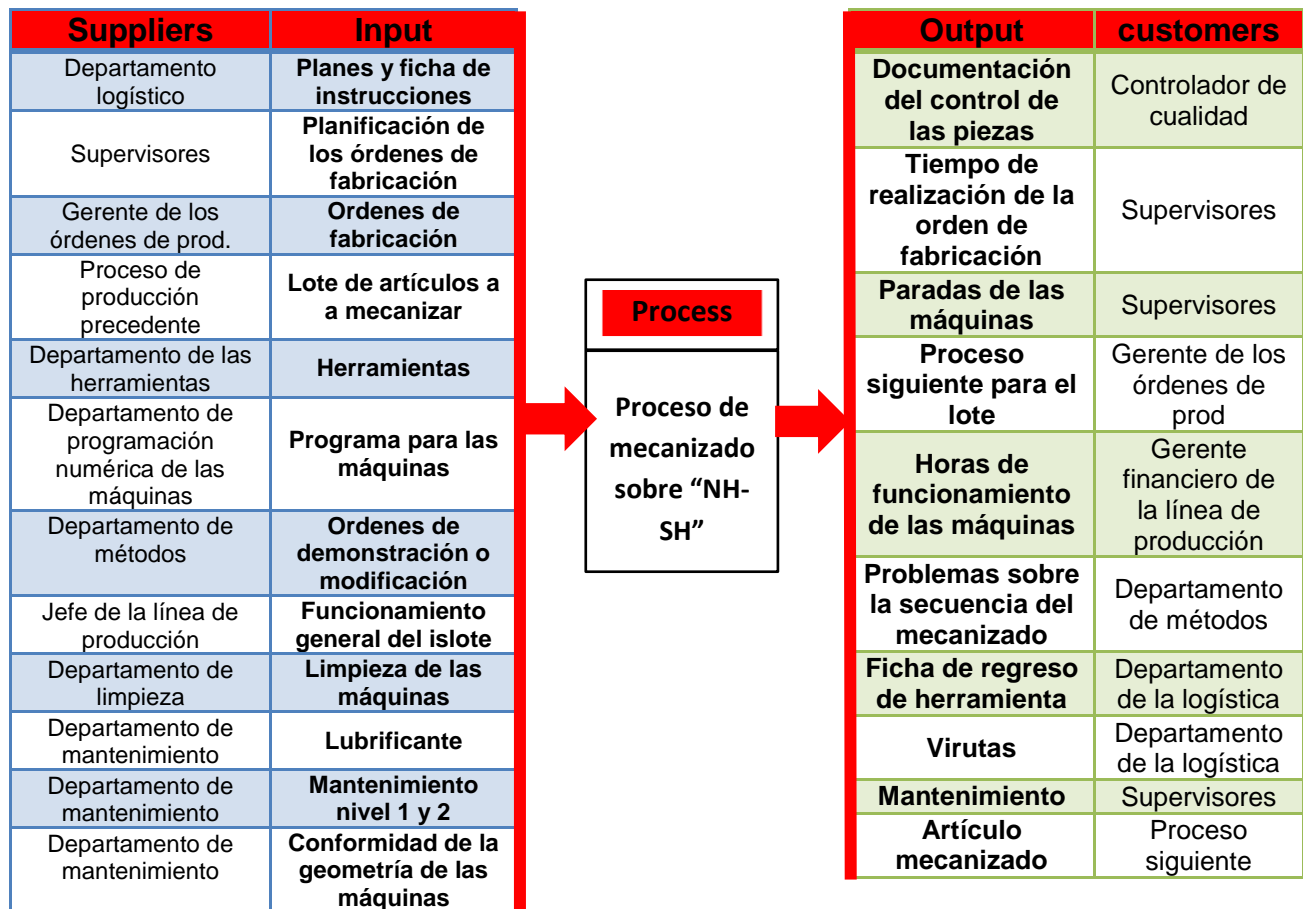 Suppliers
Input
Departamento
logístico
Planes y ficha de
instrucciones
Supervisores
Planificación de
los órdenes de
fabricación
Gerente de los
órdenes de prod.
Ordenes de
fabricación
Proceso de
producción
precedente
Lote de artículos a
a mecanizar
Departamento de las
herramientas
Herramientas
Departamento de
programación
numérica de las
máquinas
Programa para las
máquinas
Departamento de
métodos
Ordenes de
demonstración o
modificación
Jefe de la línea de
producción
Funcionamiento
general del islote
Departamento de
limpieza
Limpieza de las
máquinas
Departamento de
mantenimiento
Lubrificante
Departamento de
mantenimiento
Mantenimiento
nivel 1 y 2
Departamento de
mantenimiento
Conformidad de la
geometría de las
máquinas
Process
Proceso de
mecanizado
sobre “NH-
SH”
Output
customers
Documentación
del control de
las piezas
Controlador de
cualidad
Tiempo de
realización de la
orden de
fabricación
Supervisores
Paradas de las
máquinas
Supervisores
Proceso
siguiente para el
lote
Gerente de los
órdenes de
prod
Horas de
funcionamiento
de las máquinas
Gerente
financiero de
la línea de
producción
Problemas sobre
la secuencia del
mecanizado
Departamento
de métodos
Ficha de regreso
de herramienta
Departamento
de la logística
Virutas
Departamento
de la logística
Mantenimiento
Supervisores
Artículo
mecanizado
Proceso
siguiente